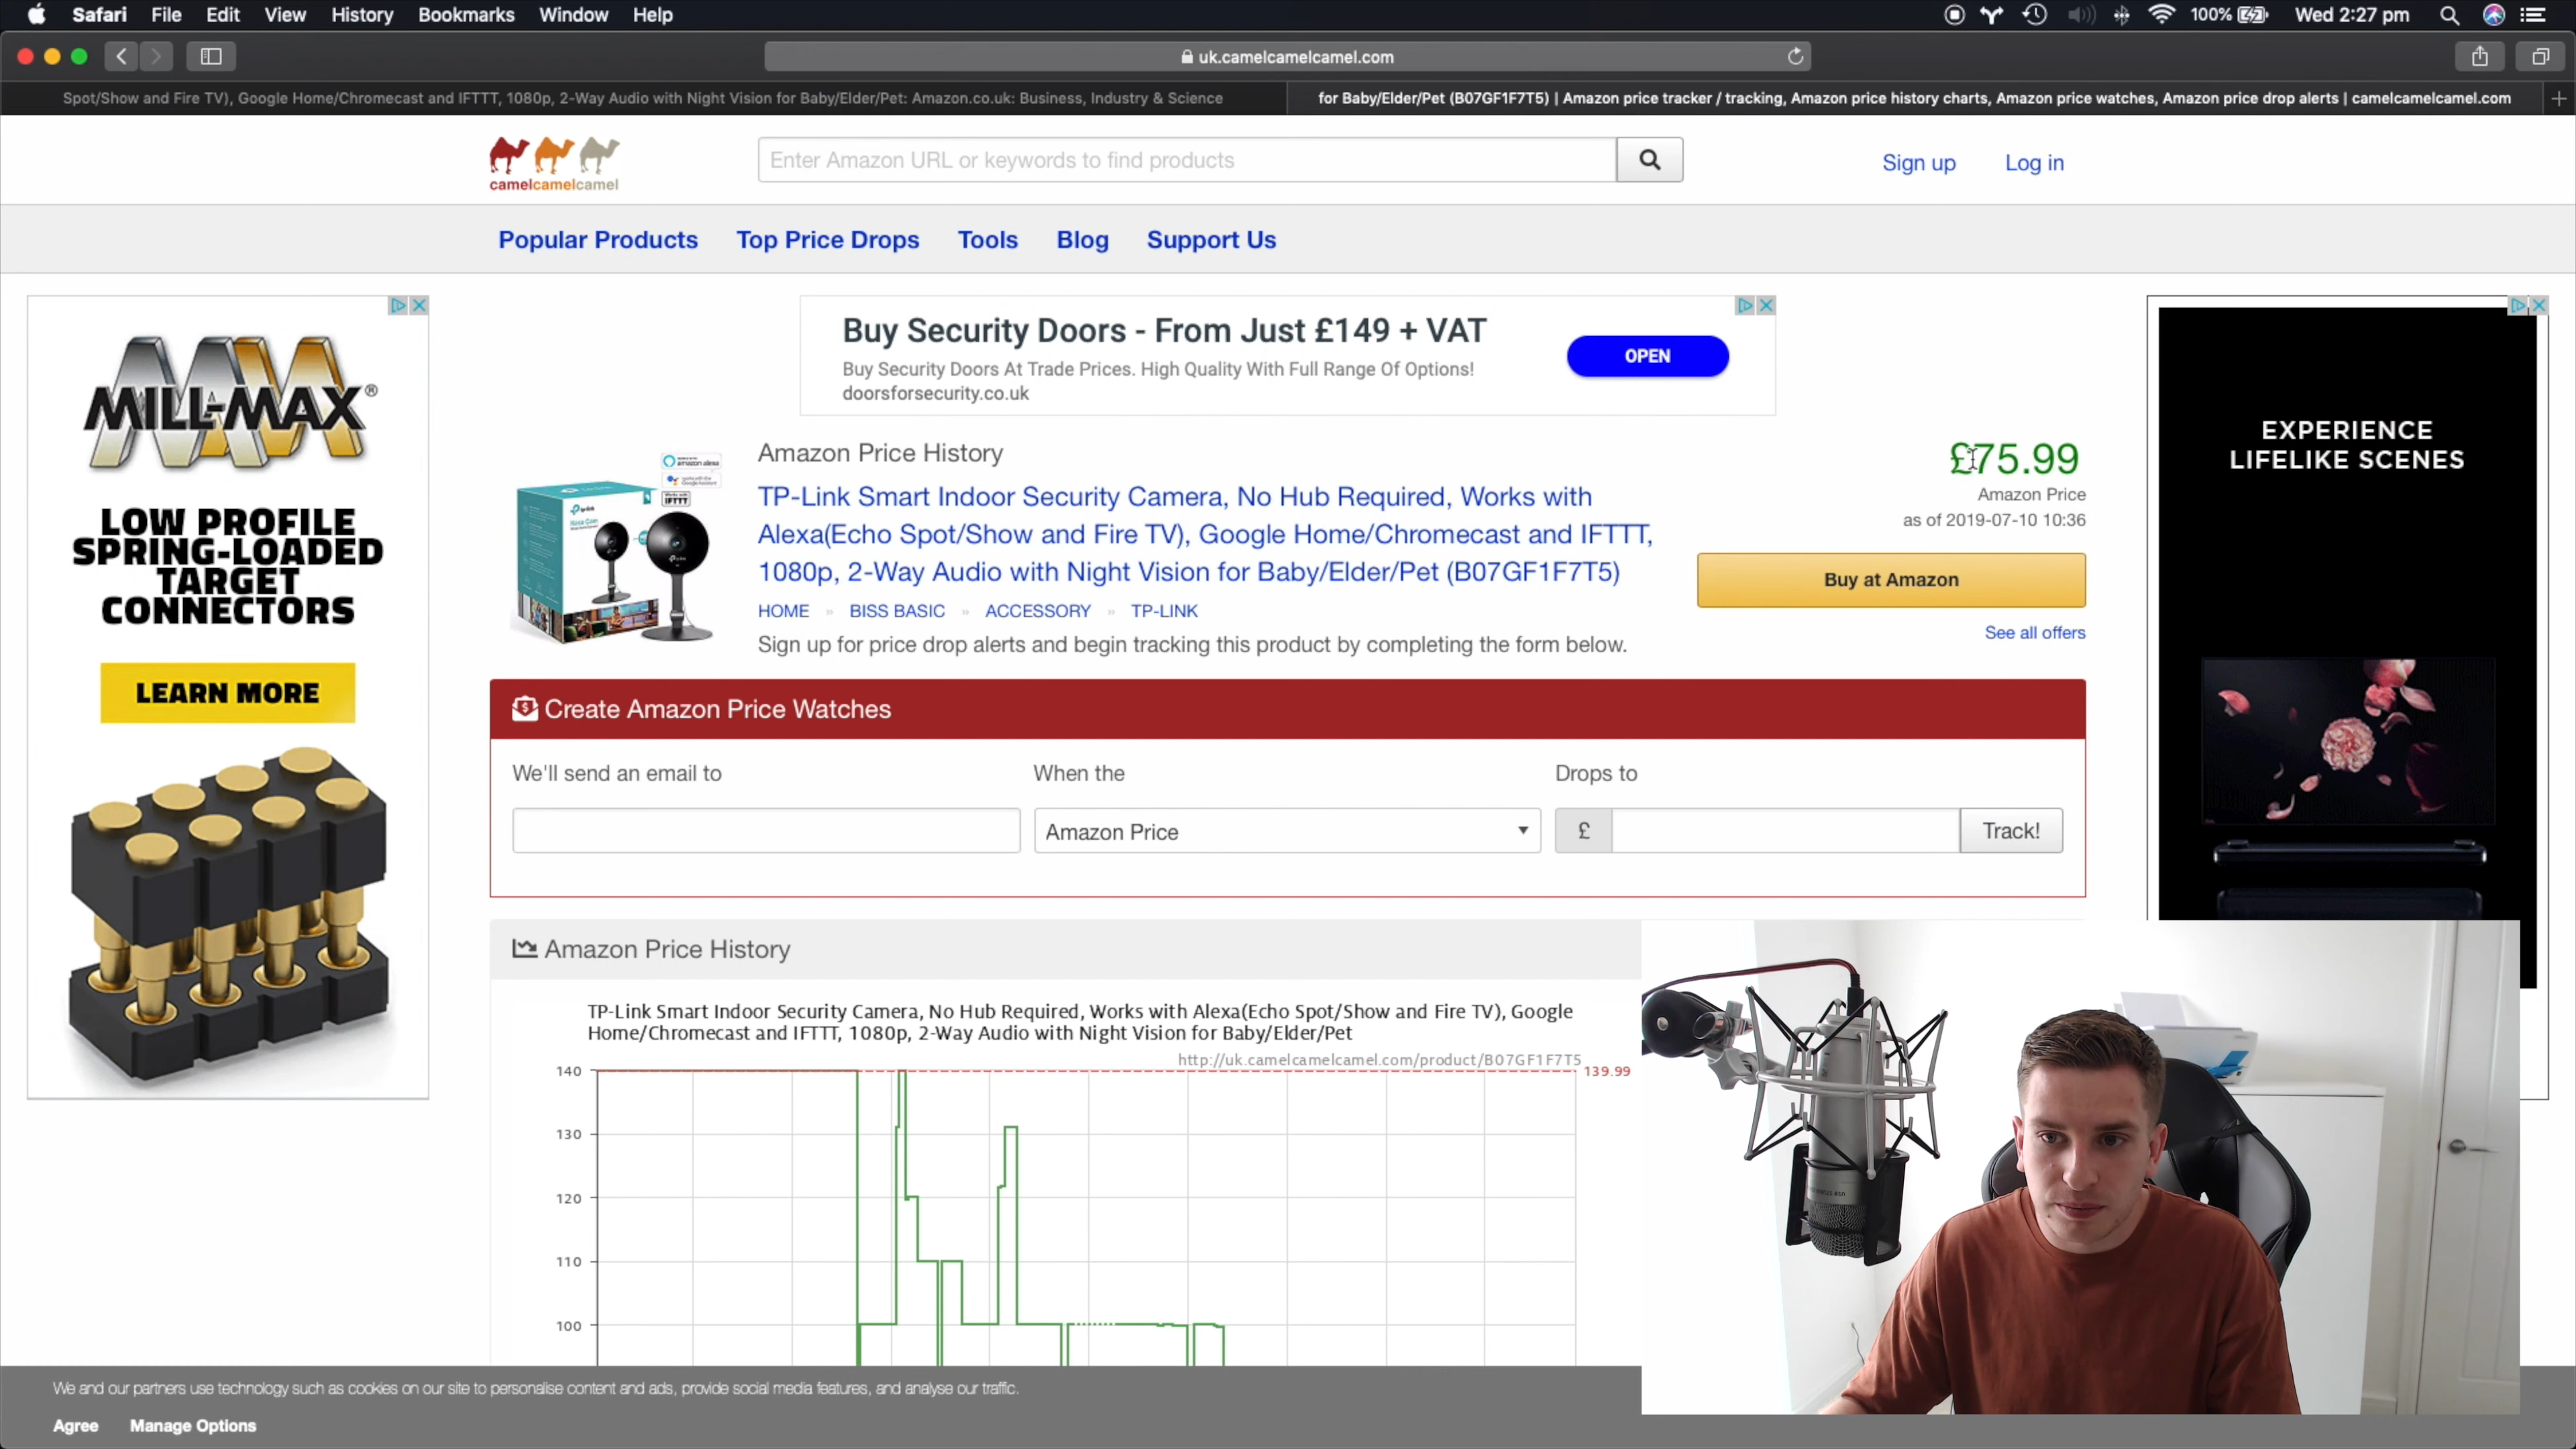 Safari File Edit View History Bookmarks Window Help 100% Wed 2:27 pm
uk.camelcamelcamel.com
Spot/Show and Fire TV), Google Home/Chromecast and IFTTT, 1080p, 2-Way Audio with Night Vision for Baby/Elder/Pet: Amazon.co.uk: Business, Industry & Science
for Baby/Elder/Pet (B07GF1F7T5) | Amazon price tracker / tracking, Amazon price history charts, Amazon price watches, Amazon price drop alerts | camelcamelcamel.com
camelcamelcamel
Enter Amazon URL or keywords to find products
Sign up Log in
Popular Products Top Price Drops Tools Blog Support Us
MILL-MAX®
LOW PROFILE
SPRING-LOADED
TARGET
CONNECTORS
LEARN MORE
Buy Security Doors - From Just £149 + VAT
Buy Security Doors At Trade Prices. High Quality With Full Range Of Options!
doorsforsecurity.co.uk
OPEN
EXPERIENCE
LIFELIKE SCENES
Amazon Price History
TP-Link Smart Indoor Security Camera, No Hub Required, Works with
Alexa(Echo Spot/Show and Fire TV), Google Home/Chromecast and IFTTT,
1080p, 2-Way Audio with Night Vision for Baby/Elder/Pet (B07GF1F7T5)
HOME » BISS BASIC » ACCESSORY » TP-LINK
Sign up for price drop alerts and begin tracking this product by completing the form below.
£75.99
Amazon Price
as of 2019-07-10 10:36
Buy at Amazon
See all offers
amazon alexa
IFTTT
tp-link
Create Amazon Price Watches
We'll send an email to
When the
Drops to
Amazon Price
£
Track!
Amazon Price History
TP-Link Smart Indoor Security Camera, No Hub Required, Works with Alexa(Echo Spot/Show and Fire TV), Google
Home/Chromecast and IFTTT, 1080p, 2-Way Audio with Night Vision for Baby/Elder/Pet
http://uk.camelcamelcamel.com/product/B07GF1F7T5
140
139.99
130
120
110
100
We and our partners use technology such as cookies on our site to personalise content and ads, provide social media features, and analyse our traffic.
Agree Manage Options